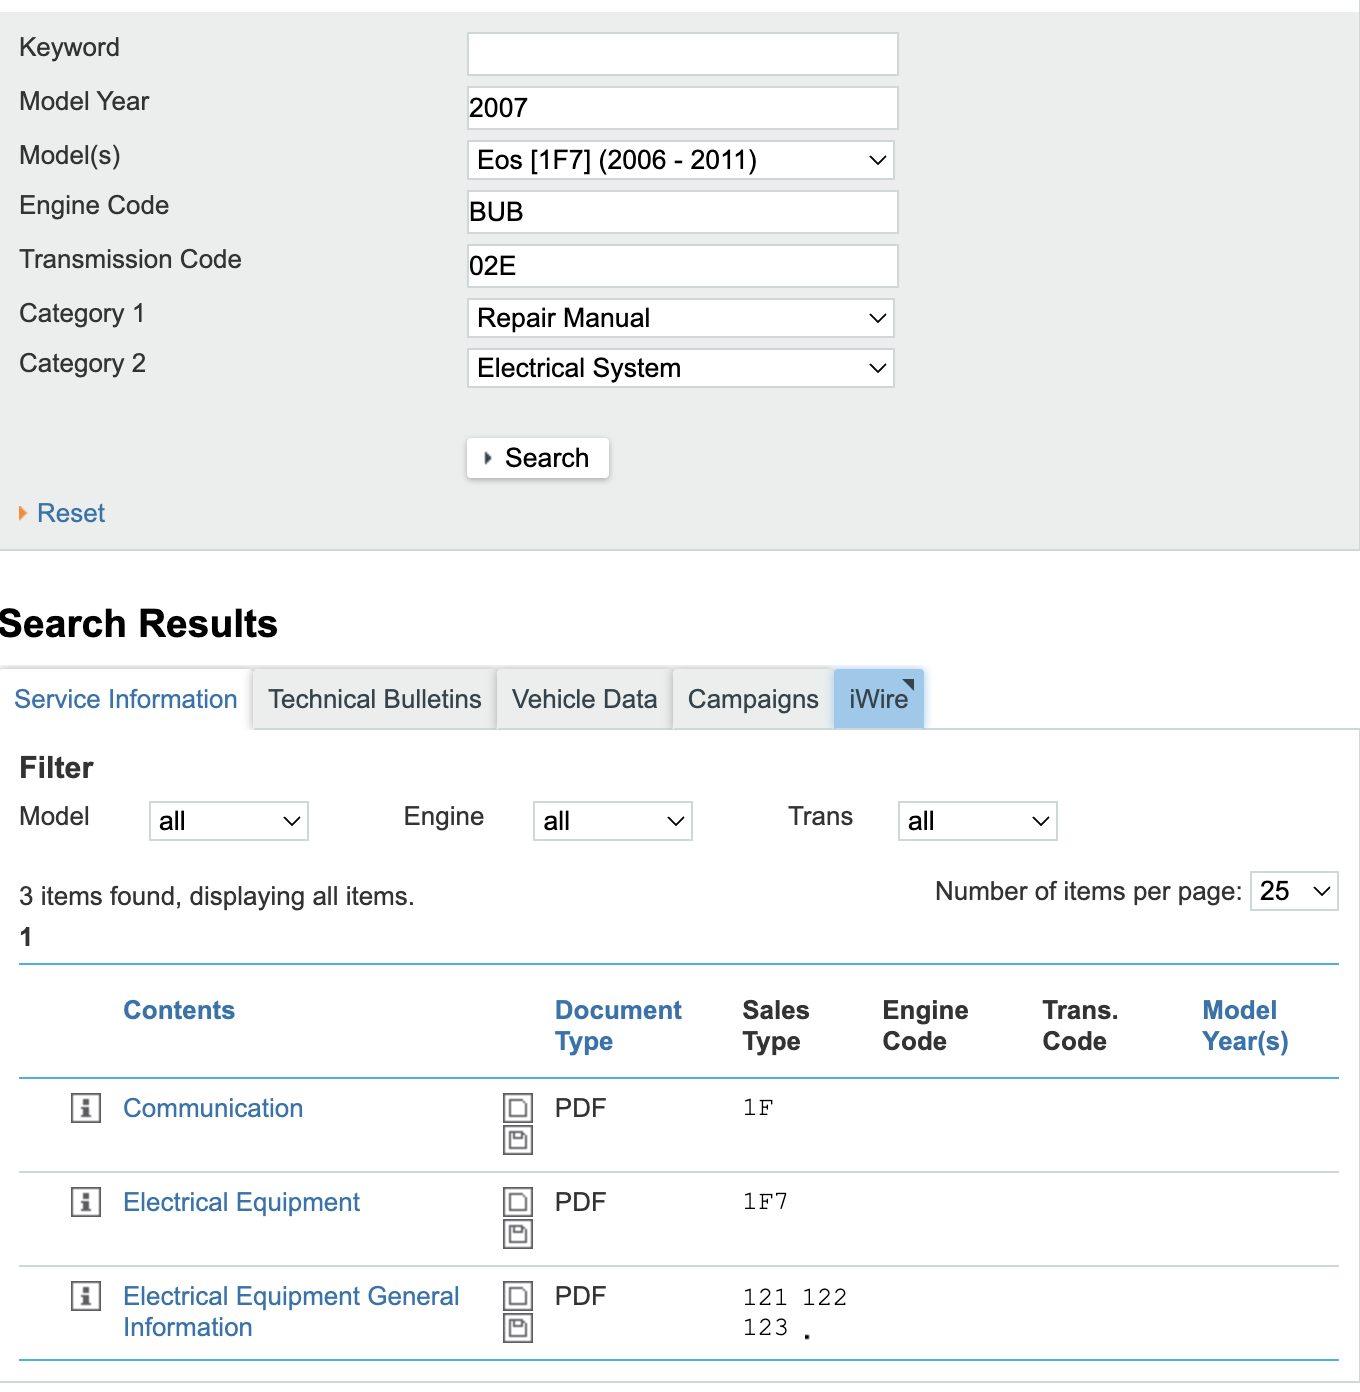 Keyword
Model Year 2007
Model(s) Eos [1F7] (2006 - 2011)
Engine Code BUB
Transmission Code 02E
Category 1 Repair Manual
Category 2 Electrical System
Search
Reset
Search Results
Service Information Technical Bulletins Vehicle Data Campaigns iWire
Filter
Model all Engine all Trans all
3 items found, displaying all items. Number of items per page: 25
1
Contents Document Sales Engine Trans. Model
Type Type Code Code Year(s)
Communication PDF 1F
Electrical Equipment PDF 1F7
Electrical Equipment General PDF 121 122
Information 123 .